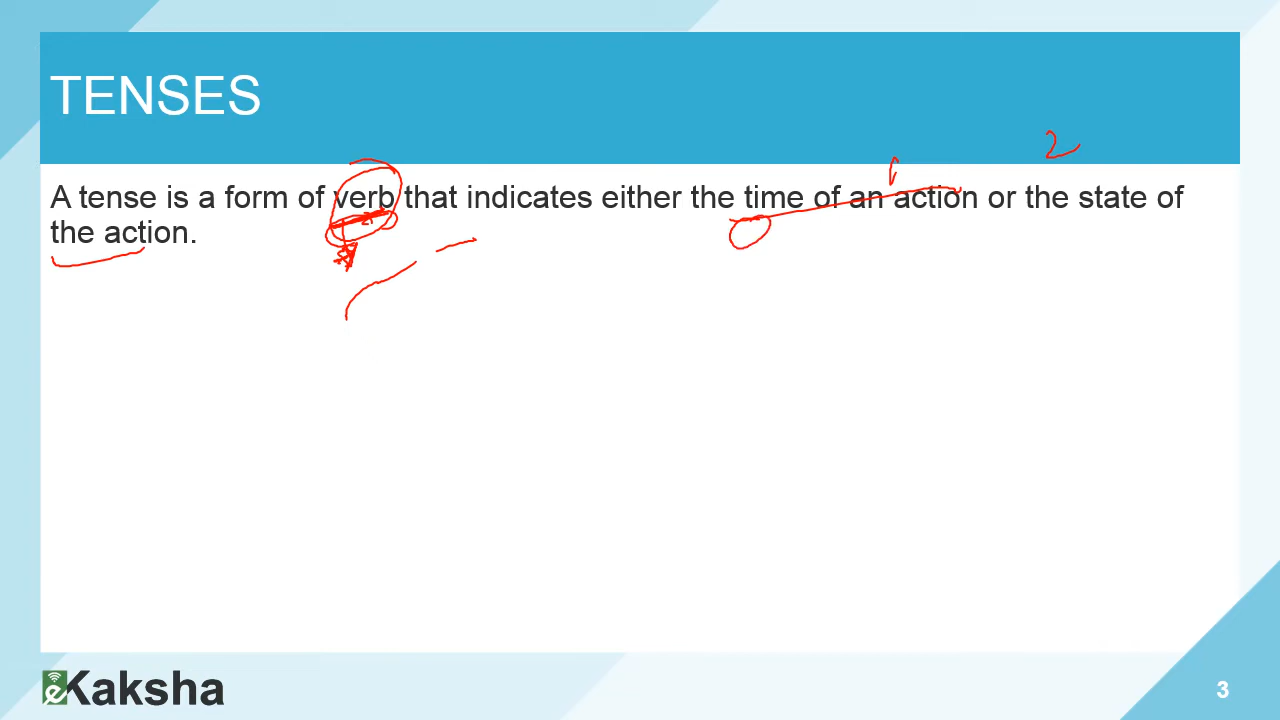 TENSES
2
A tense is a form of verb that indicates either the time of an action or the state of
the action.
eKaksha
3